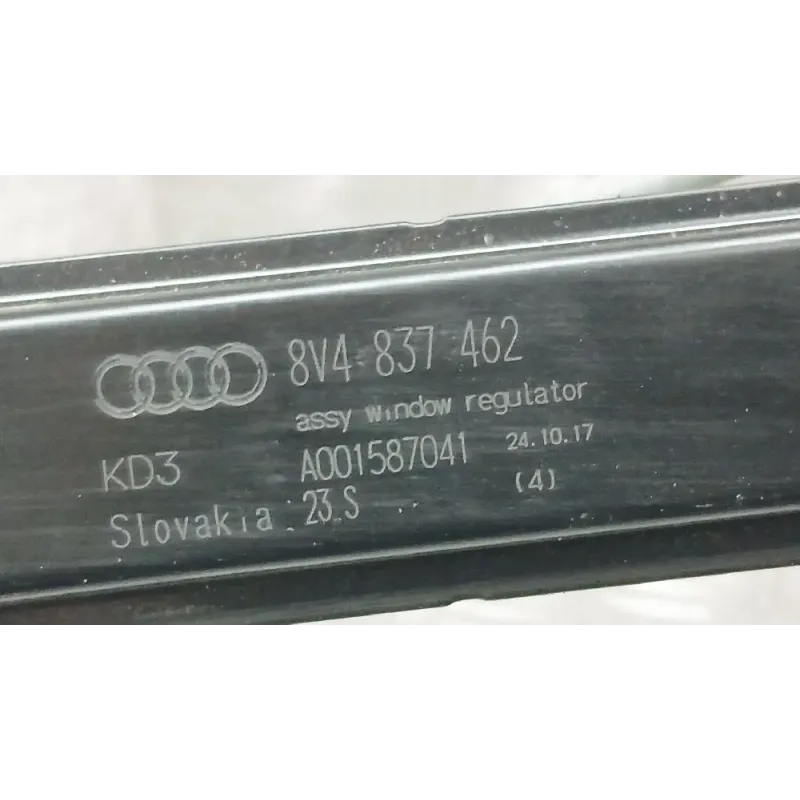 8V4 837 462
assy window regulator
KD3 A001587041 24.10.17
Slovakia 23 S (4)